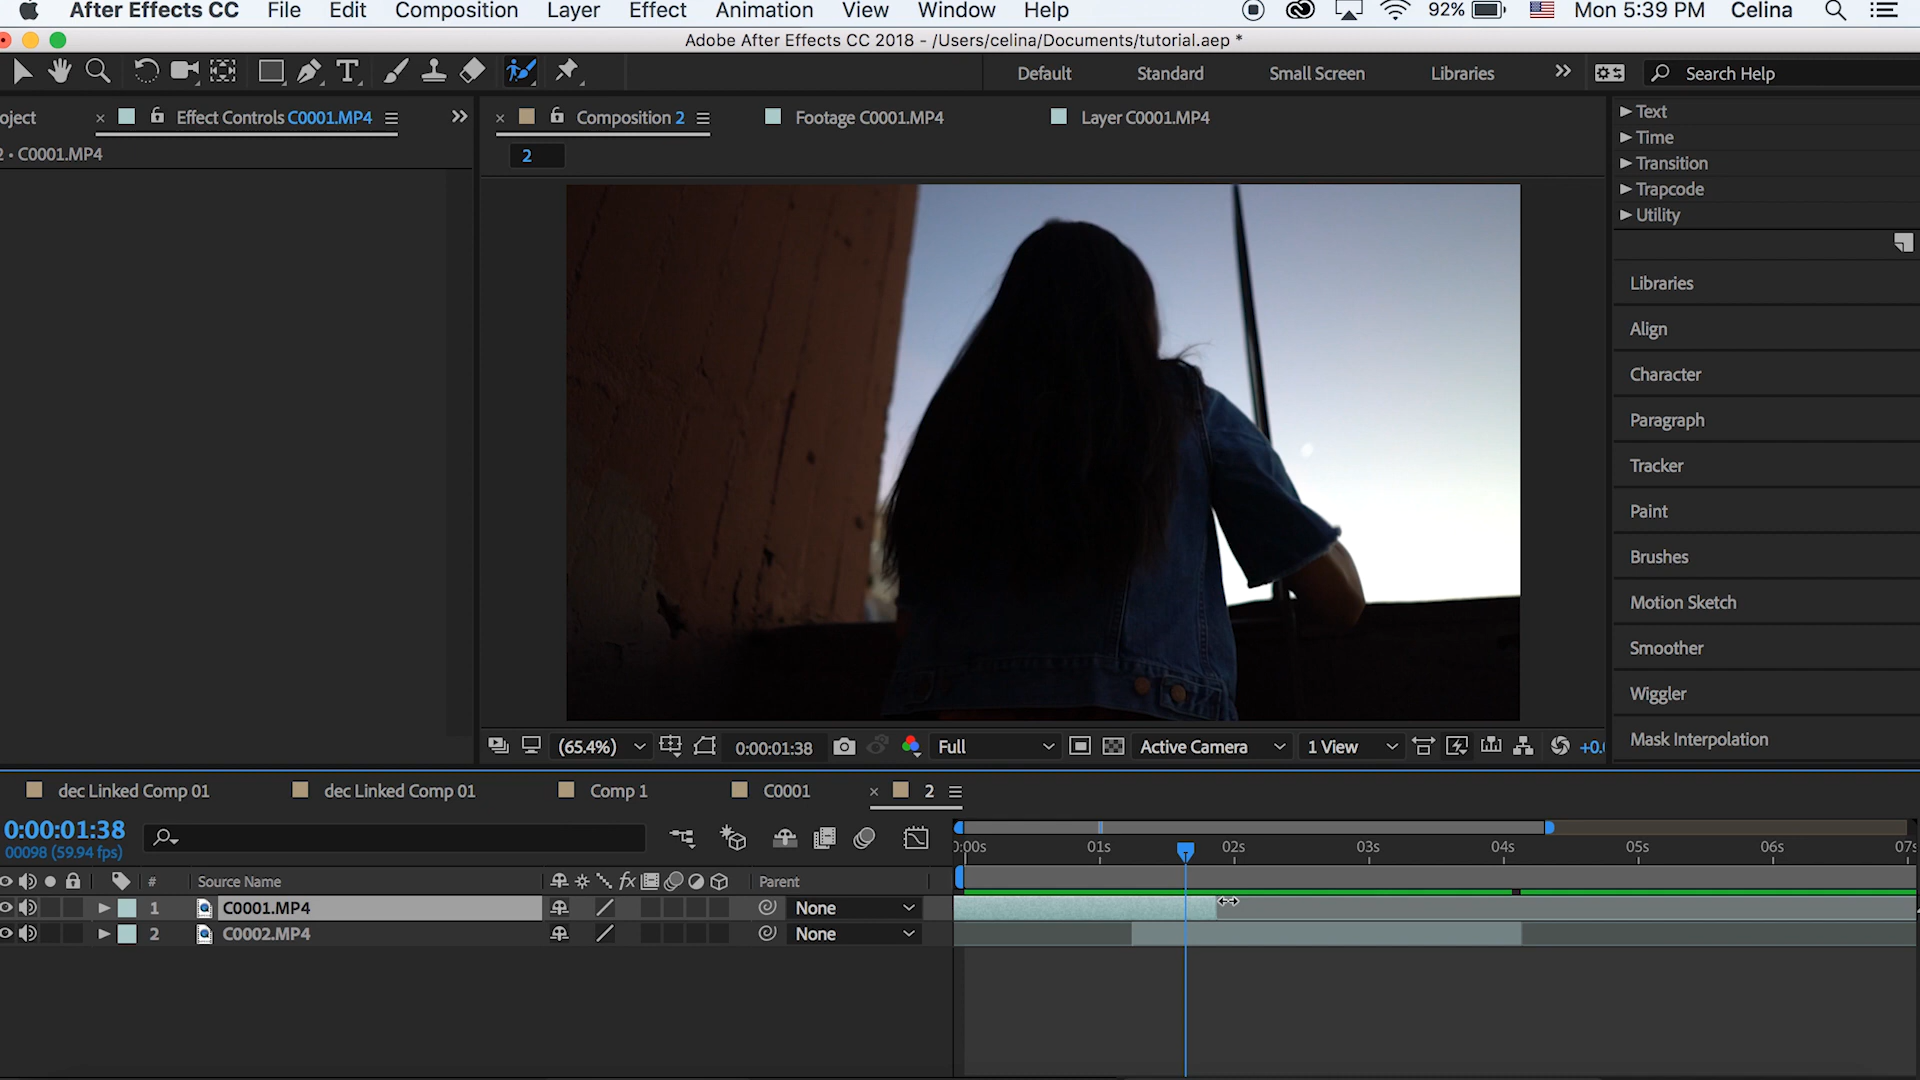 After Effects CC File Edit Composition Layer Effect Animation View Window Help 92% Mon 5:39 PM Celina
Adobe After Effects CC 2018 - /Users/celina/Documents/tutorial.aep *
T Default Standard Small Screen Libraries Search Help
oject Effect Controls C0001.MP4 Composition 2 Footage C0001.MP4 Layer C0001.MP4
2 • C0001.MP4
2
Text
Time
Transition
Trapcode
Utility
Libraries
Align
Character
Paragraph
Tracker
Paint
Brushes
Motion Sketch
Smoother
Wiggler
Mask Interpolation
(65.4%) 0:00:01:38 Full Active Camera 1 View +0.
dec Linked Comp 01 dec Linked Comp 01 Comp 1 C0001 2
0:00:01:38
00098 (59.94 fps)
0:00s 01s 02s 03s 04s 05s 06s 07s
# Source Name fx Parent
1 C0001.MP4 None
2 C0002.MP4 None